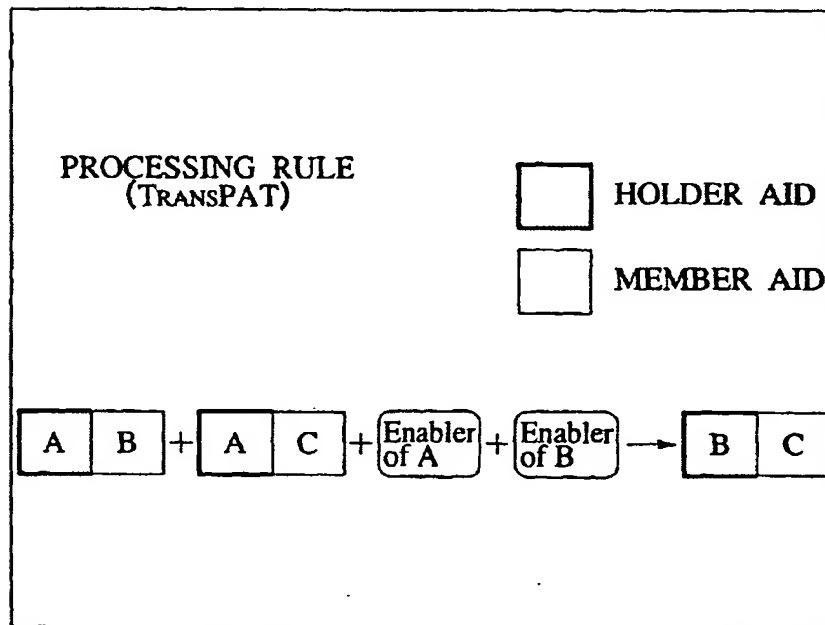 PROCESSING RULE
(TRANSPAT)
HOLDER AID
MEMBER AID
A B + A C + Enabler of A + Enabler of B → B C